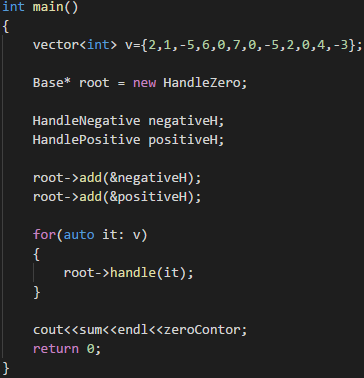 int main()
{
    vector<int> v={2,1,-5,6,0,7,0,-5,2,0,4,-3};
    Base* root = new HandleZero;
    HandleNegative negativeH;
    HandlePositive positiveH;
    root->add(&negativeH);
    root->add(&positiveH);
    for(auto it: v)
    {
        root->handle(it);
    }
    cout<<sum<<endl<<zeroContor;
    return 0;
}